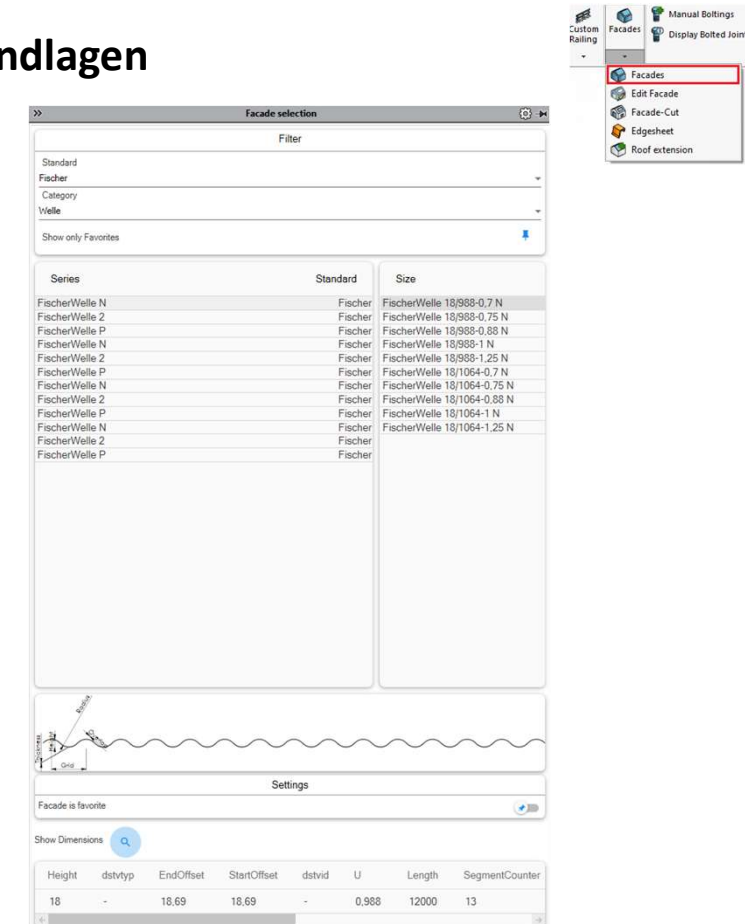 ndlagen
Custom
Railing
Facades
Manual Boltings
Display Bolted Joint
Facades
Edit Facade
Facade-Cut
Edgesheet
Roof extension
>> Facade selection
Filter
Standard
Fischer
Category
Welle
Show only Favorites
Series Standard Size
FischerWelle N Fischer FischerWelle 18/988-0,7 N
FischerWelle 2 Fischer FischerWelle 18/988-0,75 N
FischerWelle P Fischer FischerWelle 18/988-0,88 N
FischerWelle N Fischer FischerWelle 18/988-1 N
FischerWelle 2 Fischer FischerWelle 18/988-1,25 N
FischerWelle P Fischer FischerWelle 18/1064-0,7 N
FischerWelle N Fischer FischerWelle 18/1064-0,75 N
FischerWelle 2 Fischer FischerWelle 18/1064-0,88 N
FischerWelle P Fischer FischerWelle 18/1064-1 N
FischerWelle N Fischer FischerWelle 18/1064-1,25 N
FischerWelle 2 Fischer
FischerWelle P Fischer
Radius
Thickness
Height
Overlap
Grid
Settings
Facade is favorite
Show Dimensions
Height dstvtyp EndOffset StartOffset dstvid U Length SegmentCounter
18 - 18,69 18,69 - 0,988 12000 13